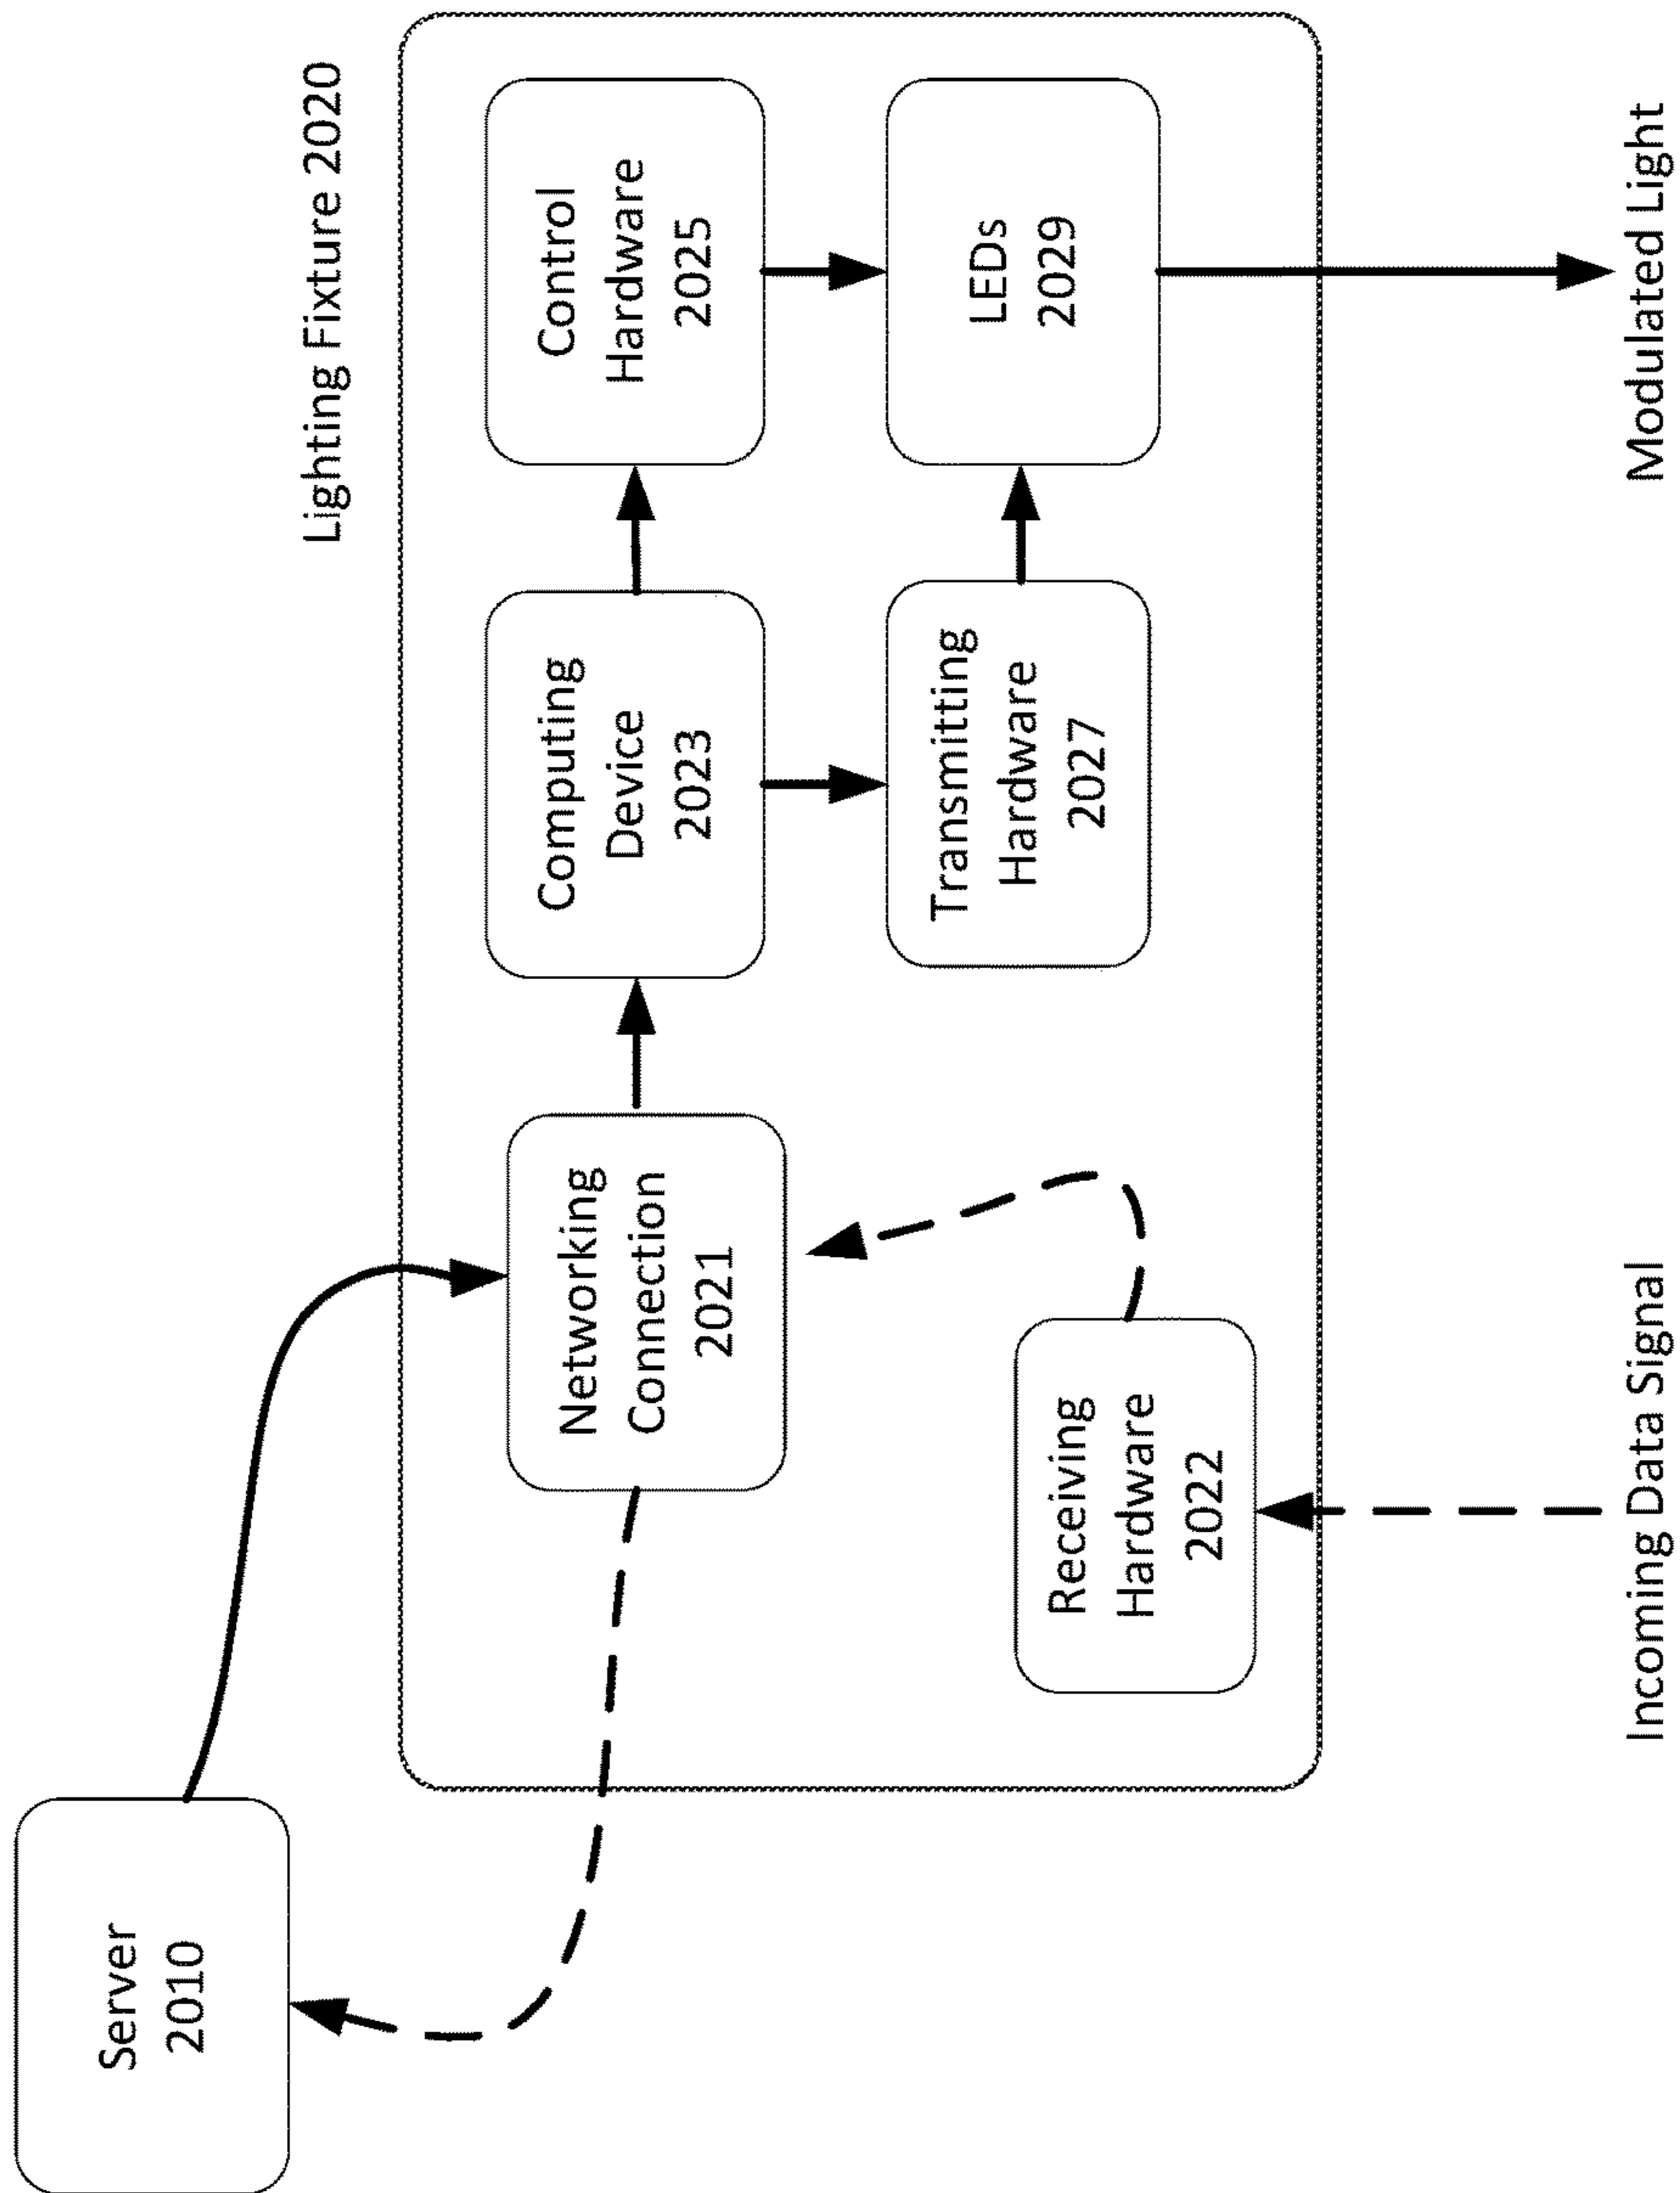 Server
2010
Lighting Fixture 2020
Networking
Connection
2021
Computing
Device
2023
Control
Hardware
2025
Receiving
Hardware
2022
Transmitting
Hardware
2027
LEDs
2029
Incoming Data Signal
Modulated Light